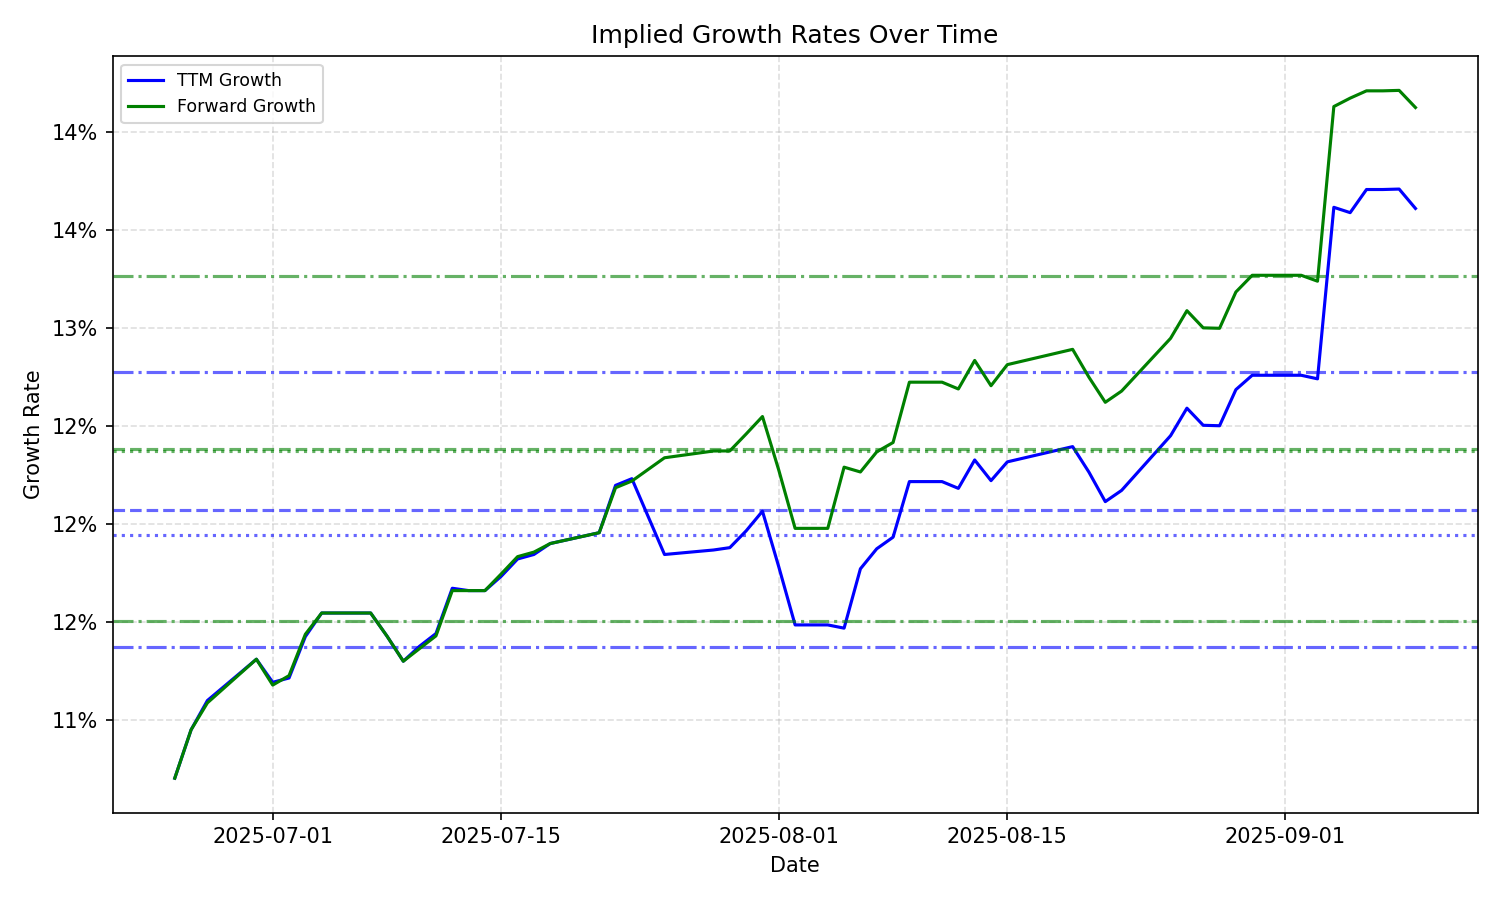 Implied Growth Rates Over Time
TTM Growth
Forward Growth
14%
14%
13%
12%
12%
12%
11%
Growth Rate
2025-07-01
2025-07-15
2025-08-01
2025-08-15
2025-09-01
Date